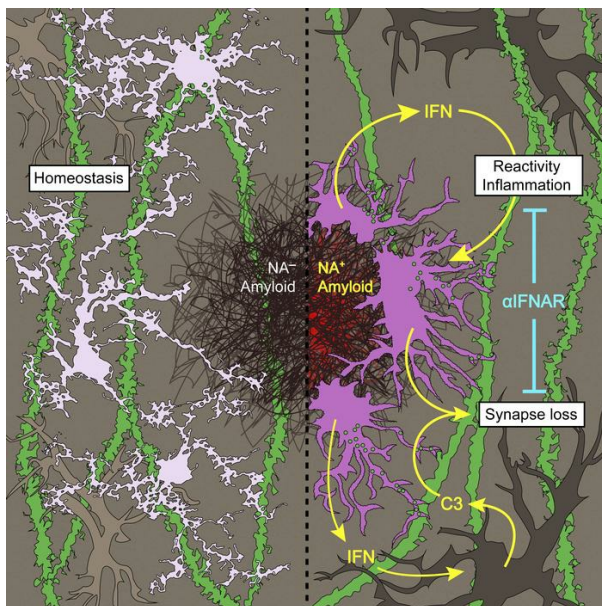 Homeostasis
NA⁻
Amyloid
NA⁺
Amyloid
IFN
Reactivity
Inflammation
αIFNAR
Synapse loss
C3
IFN